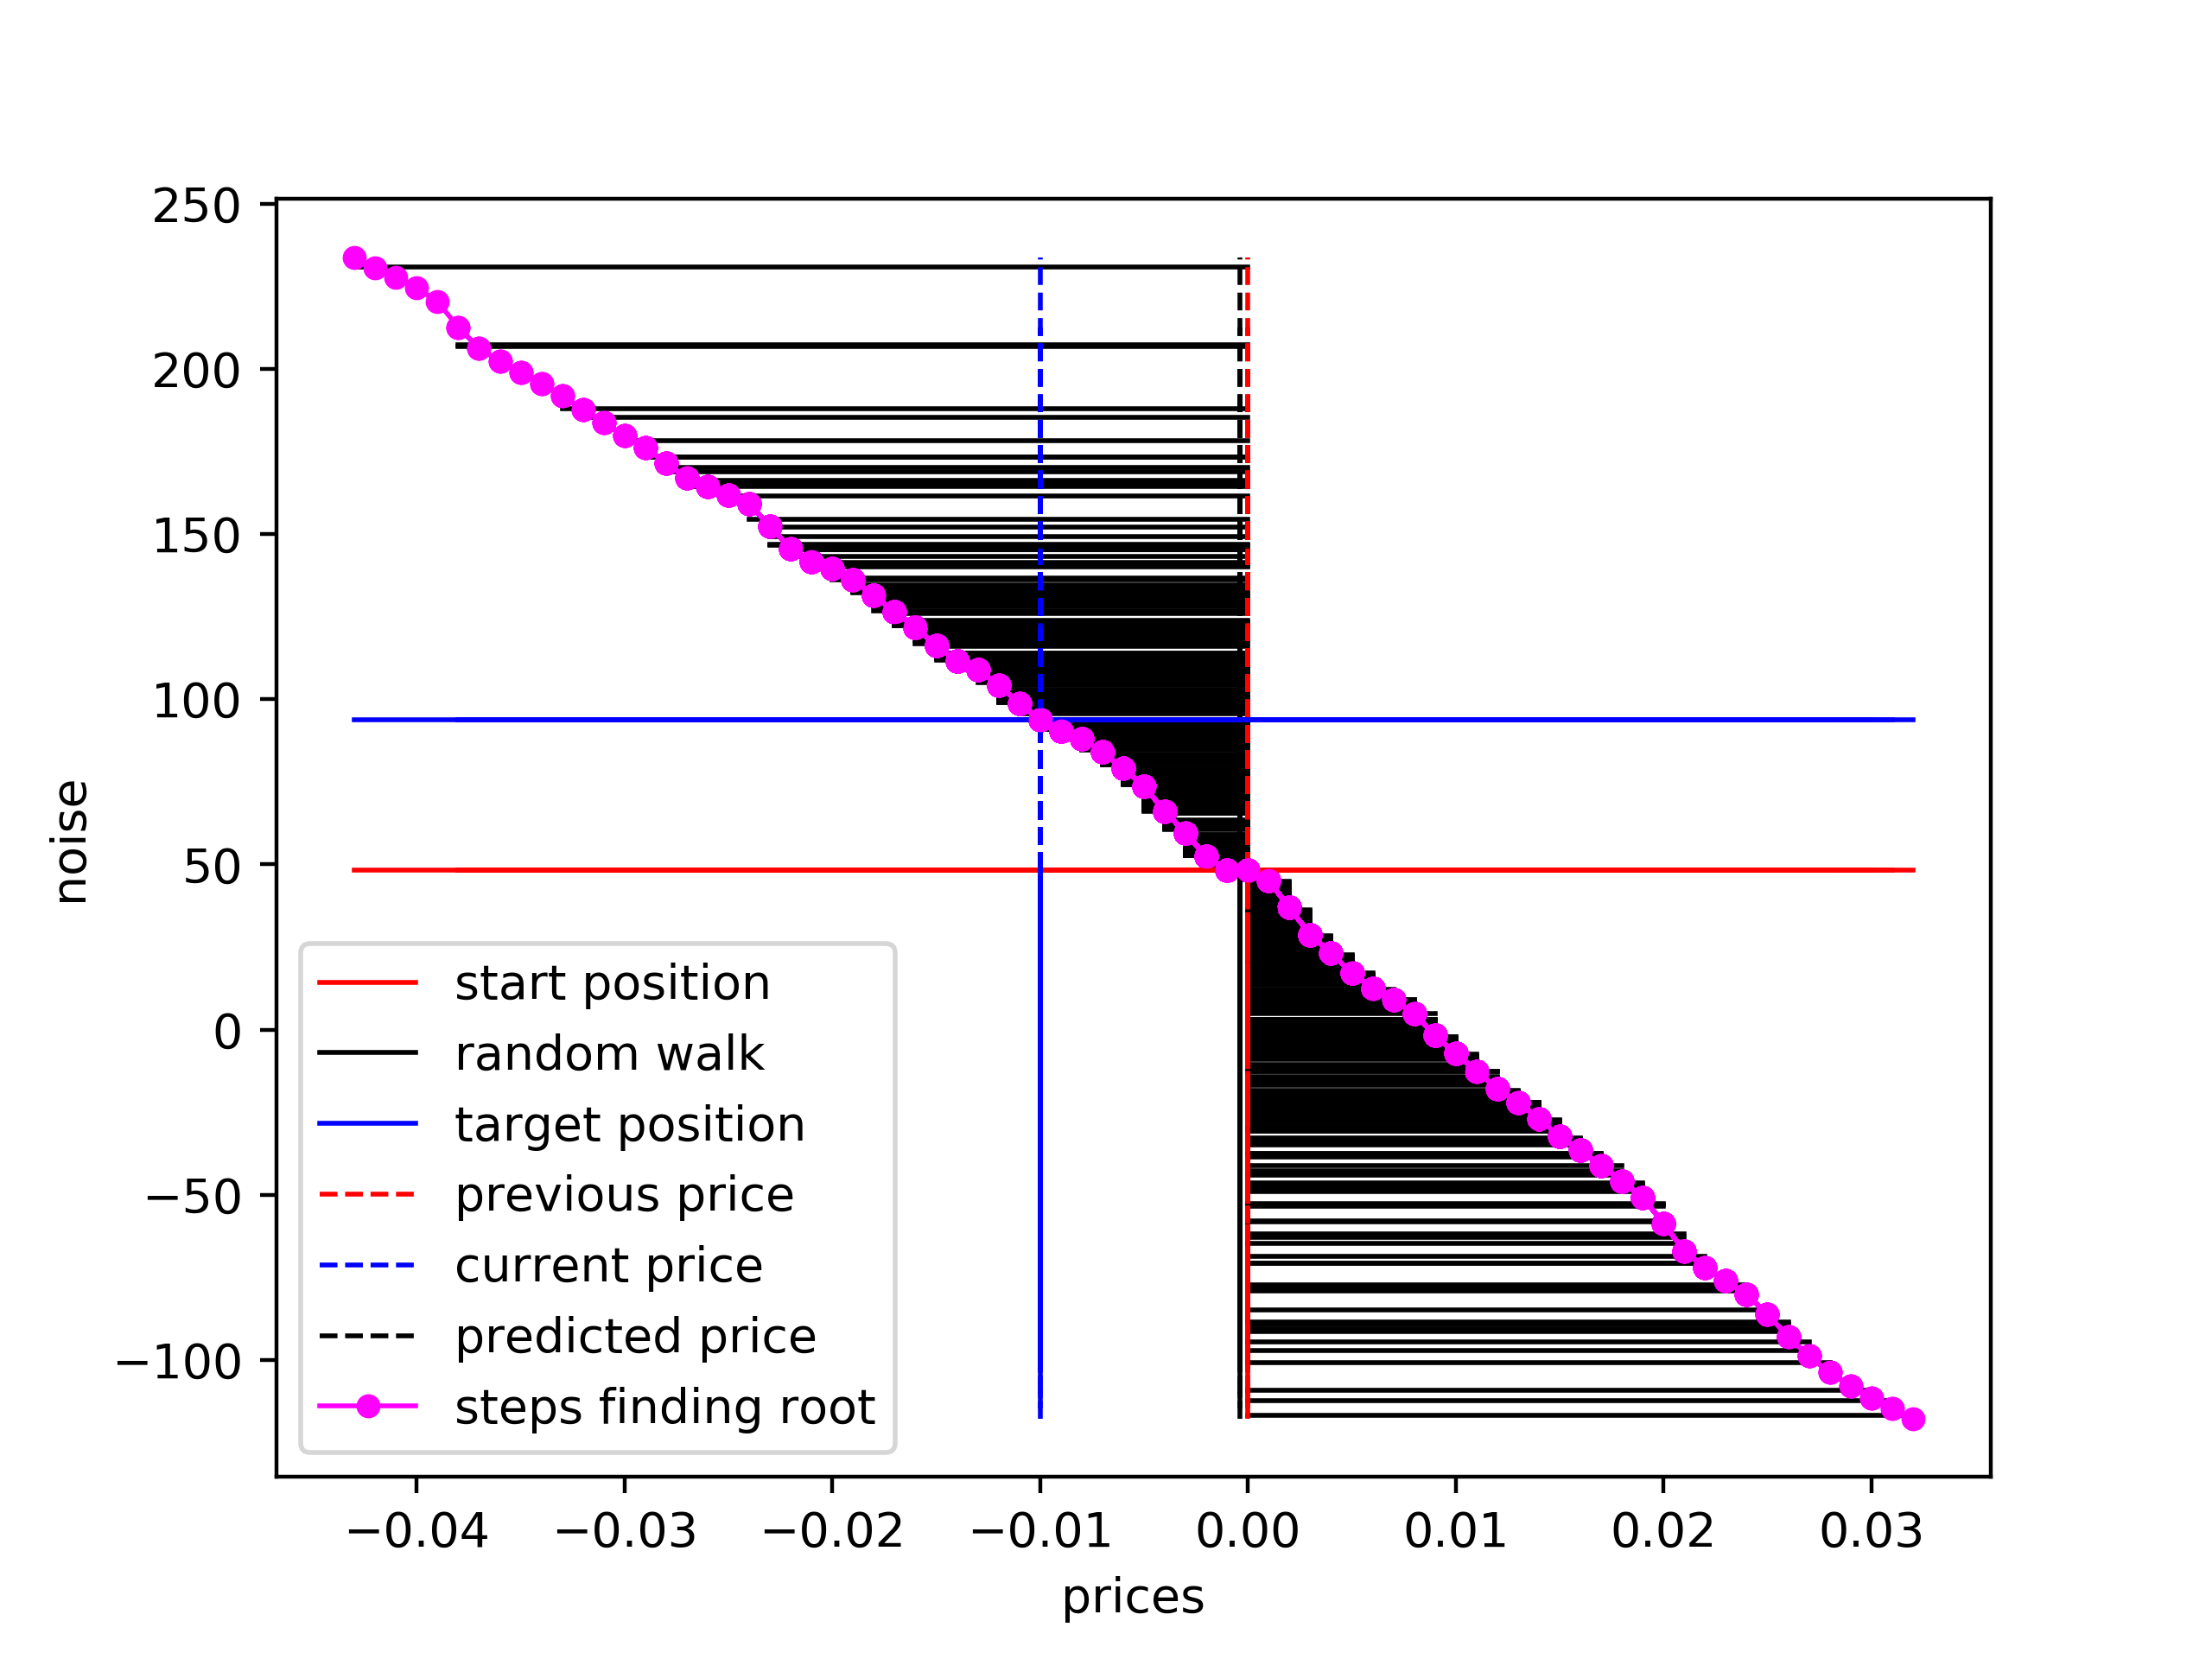 250
200
150
100
50
0
−50
−100
noise
start position
random walk
target position
previous price
current price
predicted price
steps finding root
−0.04
−0.03
−0.02
−0.01
0.00
0.01
0.02
0.03
prices